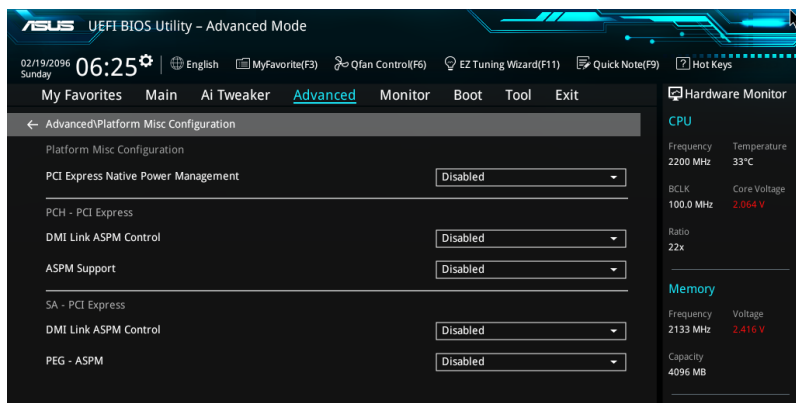 ASUS UEFI BIOS Utility – Advanced Mode
02/19/2096
Sunday
06:25 English MyFavorite(F3) Qfan Control(F6) EZ Tuning Wizard(F11) Quick Note(F9) ? Hot Keys
My Favorites Main Ai Tweaker Advanced Monitor Boot Tool Exit
← Advanced\Platform Misc Configuration
Platform Misc Configuration
PCI Express Native Power Management Disabled
PCH - PCI Express
DMI Link ASPM Control Disabled
ASPM Support Disabled
SA - PCI Express
DMI Link ASPM Control Disabled
PEG - ASPM Disabled
Hardware Monitor
CPU
Frequency Temperature
2200 MHz 33°C
BCLK Core Voltage
100.0 MHz 2.064 V
Ratio
22x
Memory
Frequency Voltage
2133 MHz 2.416 V
Capacity
4096 MB